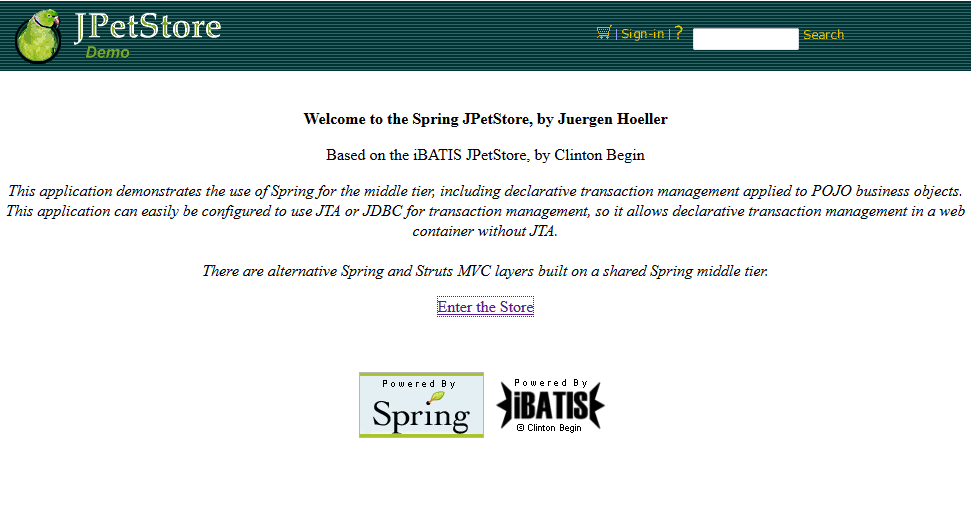 JPetStore
Demo
| Sign-in | ?
Search
Welcome to the Spring JPetStore, by Juergen Hoeller
Based on the iBATIS JPetStore, by Clinton Begin
This application demonstrates the use of Spring for the middle tier, including declarative transaction management applied to POJO business objects.
This application can easily be configured to use JTA or JDBC for transaction management, so it allows declarative transaction management in a web
container without JTA.
There are alternative Spring and Struts MVC layers built on a shared Spring middle tier.
Enter the Store
Powered By
Spring
Powered By
iBATIS
© Clinton Begin